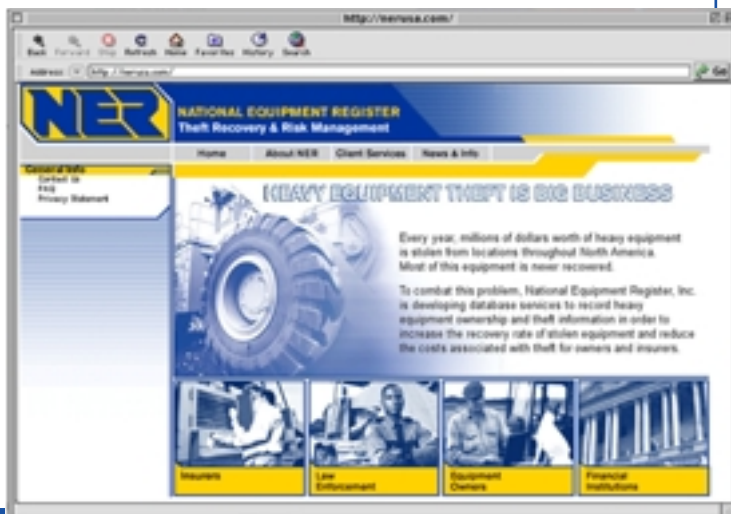 http://nerusa.com/
Back Forward Stop Refresh Home Favorites History Search
Address: http://nerusa.com/ Go
NER
NATIONAL EQUIPMENT REGISTER
Theft Recovery & Risk Management
Home About NER Client Services News & Info
General Info
Contact Us
FAQ
Privacy Statement
HEAVY EQUIPMENT THEFT IS BIG BUSINESS
Every year, millions of dollars worth of heavy equipment
is stolen from locations throughout North America.
Most of this equipment is never recovered.
To combat this problem, National Equipment Register, Inc.
is developing database services to record heavy
equipment ownership and theft information in order to
increase the recovery rate of stolen equipment and reduce
the costs associated with theft for owners and insurers.
Insurers
Law
Enforcement
Equipment
Owners
Financial
Institutions